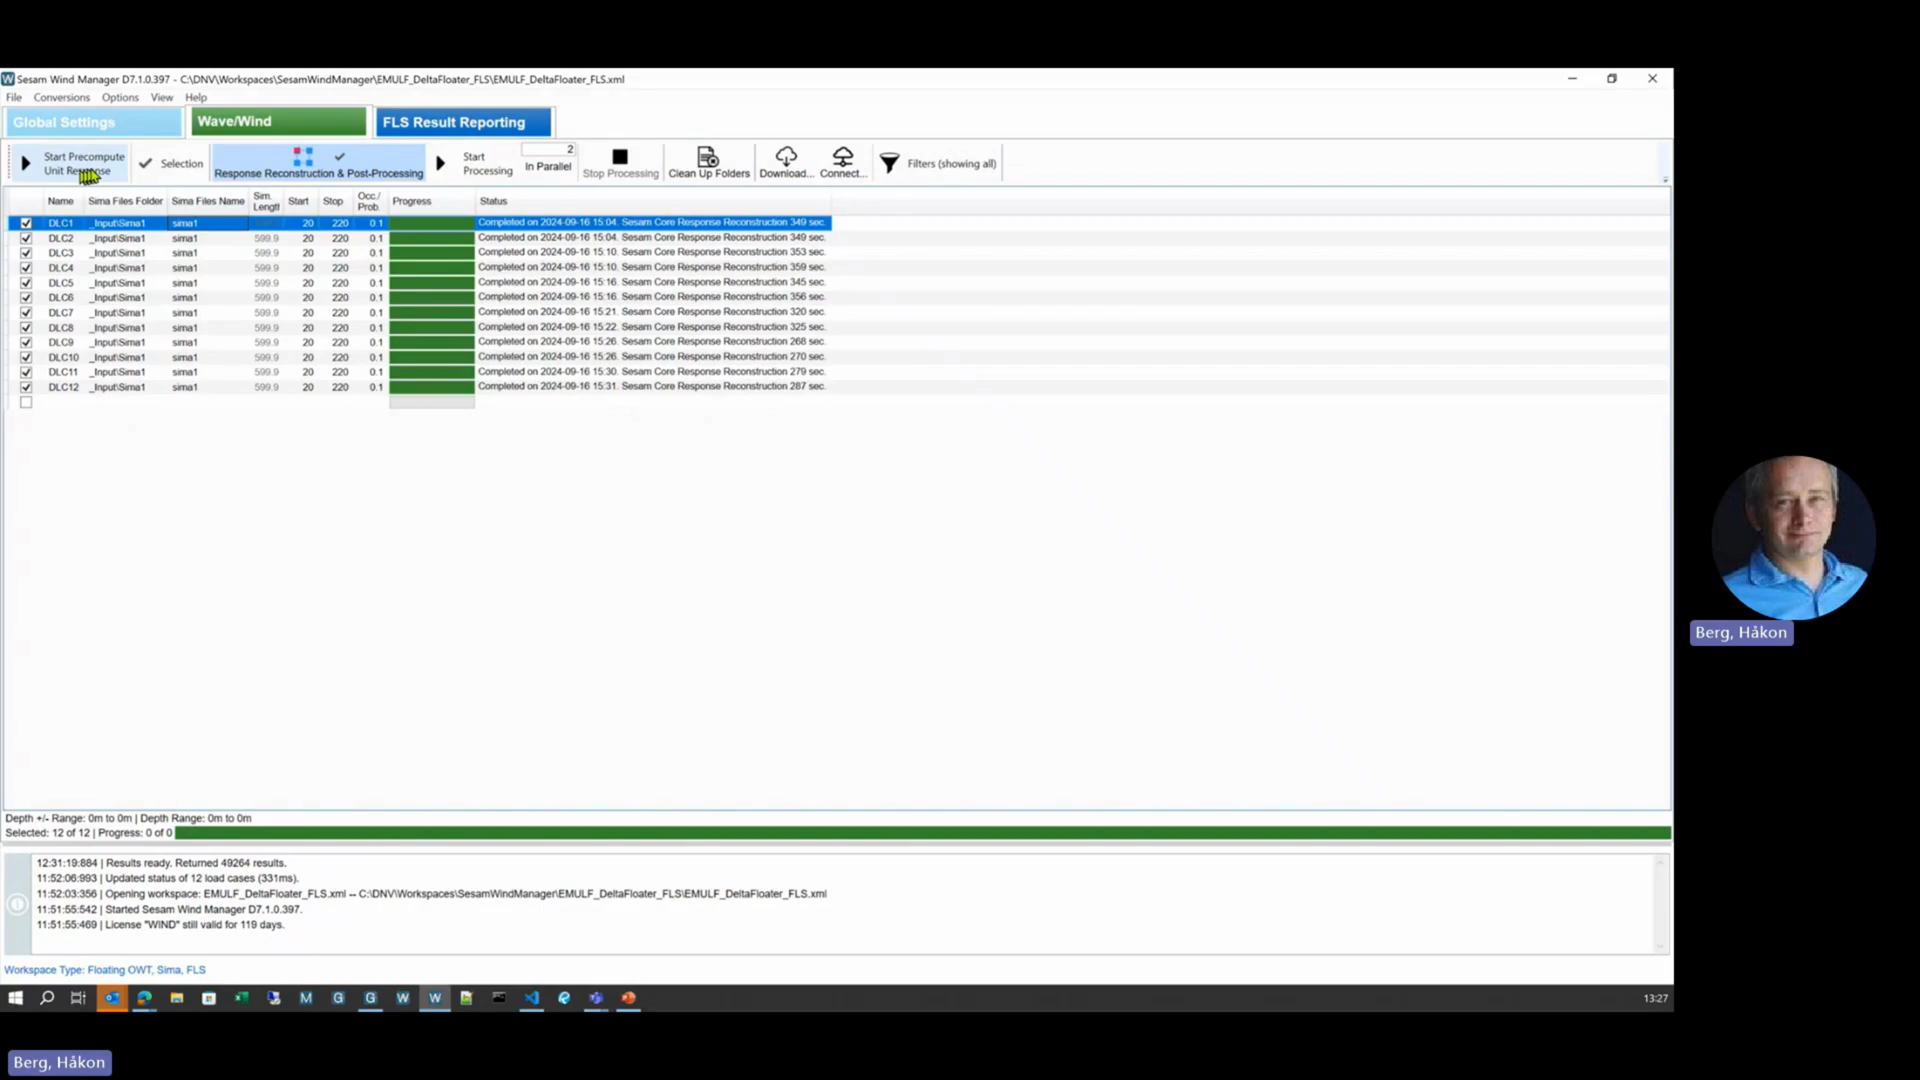 Sesam Wind Manager D7.1.0.397 - C:\DNV\Workspaces\SesamWindManager\EMULF_DeltaFloater_FLS\EMULF_DeltaFloater_FLS.xml
File Conversions Options View Help
Global Settings Wave/Wind FLS Result Reporting
Start Precompute Unit Response Selection Response Reconstruction & Post-Processing Start Processing 2 In Parallel Stop Processing Clean Up Folders Download... Connect... Filters (showing all)
Name Sima Files Folder Sima Files Name Sim. Lengtl Start Stop Occ./ Prob. Progress Status
DLC1 _Input\Sima1 sima1 20 220 0.1 Completed on 2024-09-16 15:04. Sesam Core Response Reconstruction 349 sec.
DLC2 _Input\Sima1 sima1 599.9 20 220 0.1 Completed on 2024-09-16 15:04. Sesam Core Response Reconstruction 349 sec.
DLC3 _Input\Sima1 sima1 599.9 20 220 0.1 Completed on 2024-09-16 15:10. Sesam Core Response Reconstruction 353 sec.
DLC4 _Input\Sima1 sima1 599.9 20 220 0.1 Completed on 2024-09-16 15:10. Sesam Core Response Reconstruction 359 sec.
DLC5 _Input\Sima1 sima1 599.9 20 220 0.1 Completed on 2024-09-16 15:16. Sesam Core Response Reconstruction 345 sec.
DLC6 _Input\Sima1 sima1 599.9 20 220 0.1 Completed on 2024-09-16 15:16. Sesam Core Response Reconstruction 356 sec.
DLC7 _Input\Sima1 sima1 599.9 20 220 0.1 Completed on 2024-09-16 15:21. Sesam Core Response Reconstruction 320 sec.
DLC8 _Input\Sima1 sima1 599.9 20 220 0.1 Completed on 2024-09-16 15:22. Sesam Core Response Reconstruction 325 sec.
DLC9 _Input\Sima1 sima1 599.9 20 220 0.1 Completed on 2024-09-16 15:26. Sesam Core Response Reconstruction 268 sec.
DLC10 _Input\Sima1 sima1 599.9 20 220 0.1 Completed on 2024-09-16 15:26. Sesam Core Response Reconstruction 270 sec.
DLC11 _Input\Sima1 sima1 599.9 20 220 0.1 Completed on 2024-09-16 15:30. Sesam Core Response Reconstruction 279 sec.
DLC12 _Input\Sima1 sima1 599.9 20 220 0.1 Completed on 2024-09-16 15:31. Sesam Core Response Reconstruction 287 sec.
Berg, Håkon
Depth +/- Range: 0m to 0m | Depth Range: 0m to 0m
Selected: 12 of 12 | Progress: 0 of 0
12:31:19:884 | Results ready. Returned 49264 results.
11:52:06:993 | Updated status of 12 load cases (331ms).
11:52:03:356 | Opening workspace: EMULF_DeltaFloater_FLS.xml -- C:\DNV\Workspaces\SesamWindManager\EMULF_DeltaFloater_FLS\EMULF_DeltaFloater_FLS.xml
11:51:55:542 | Started Sesam Wind Manager D7.1.0.397.
11:51:55:469 | License "WIND" still valid for 119 days.
Workspace Type: Floating OWT, Sima, FLS
13:27
Berg, Håkon